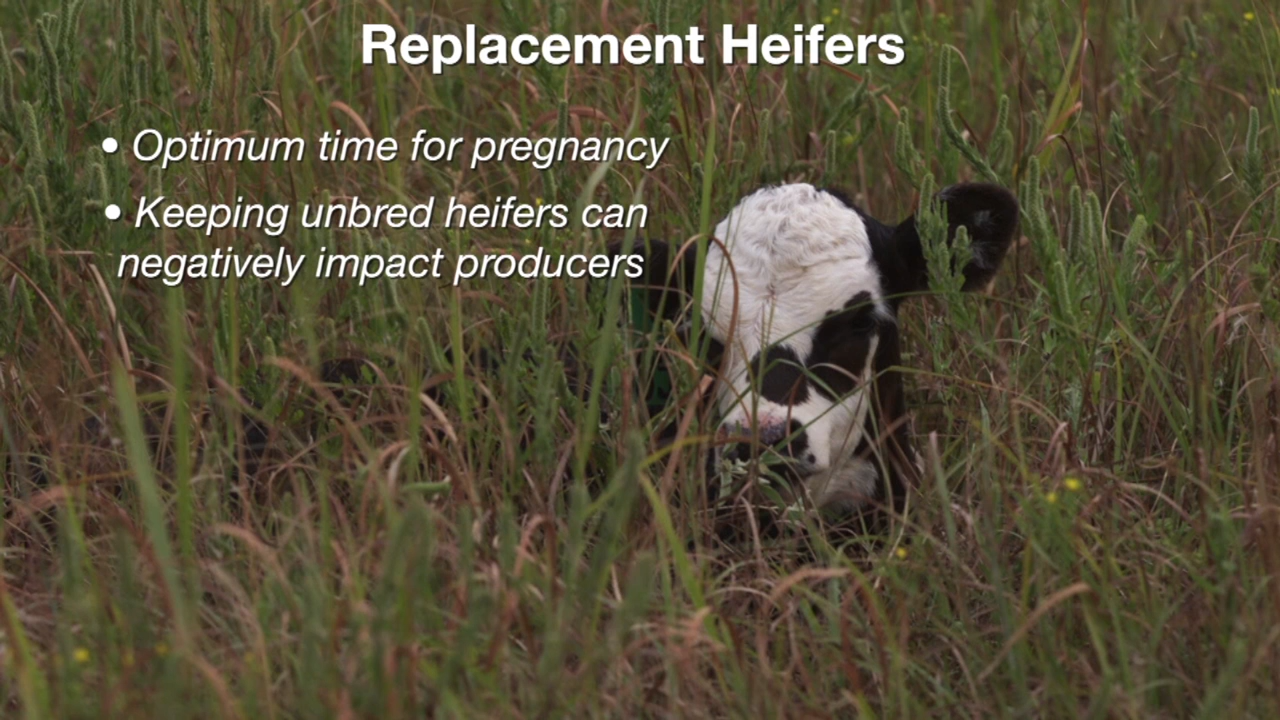 Replacement Heifers
• Optimum time for pregnancy
• Keeping unbred heifers can
negatively impact producers